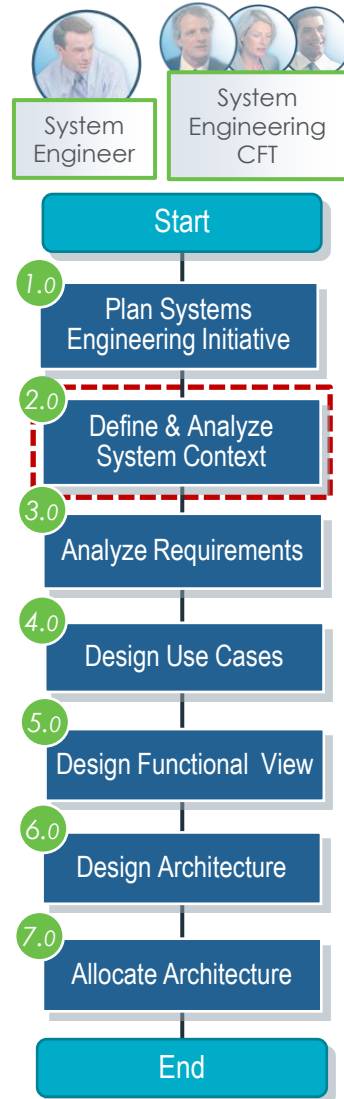 System
Engineer
System
Engineering
CFT
Start
1.0
Plan Systems
Engineering Initiative
2.0
Define & Analyze
System Context
3.0
Analyze Requirements
4.0
Design Use Cases
5.0
Design Functional View
6.0
Design Architecture
7.0
Allocate Architecture
End